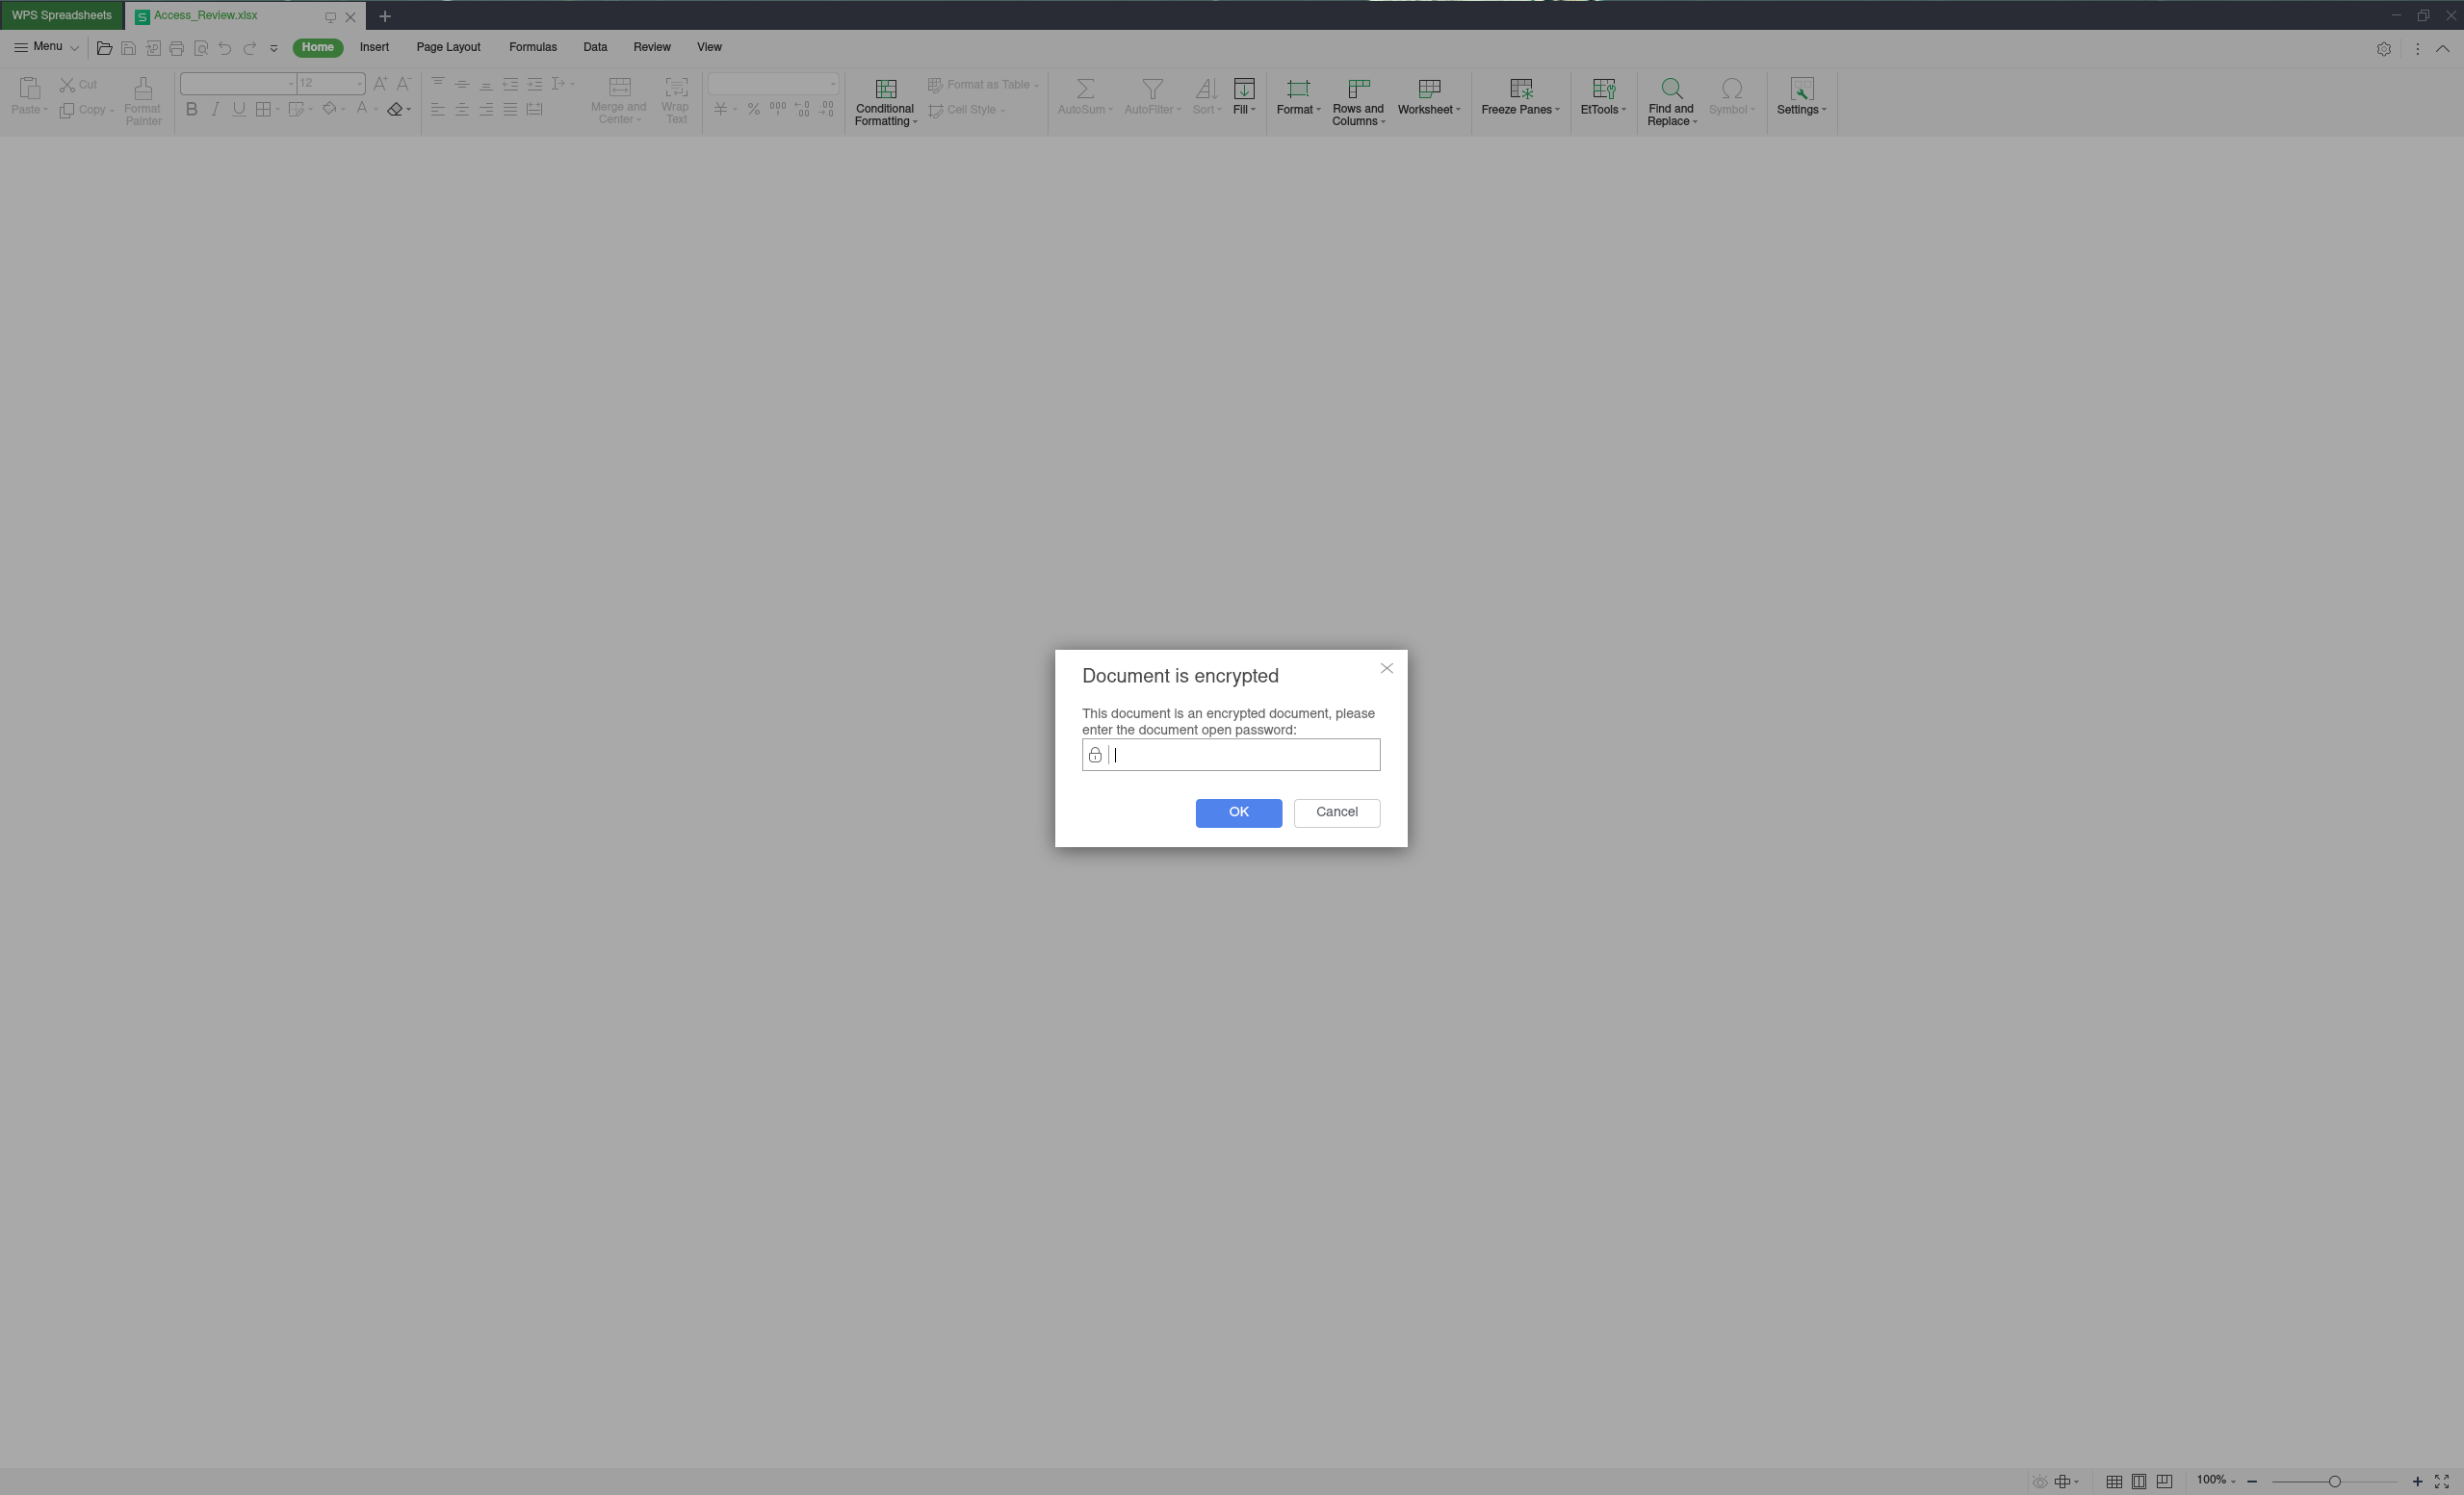 WPS Spreadsheets
Access_Review.xlsx
Menu
Home
Insert
Page Layout
Formulas
Data
Review
View
Paste
Cut
Copy
Format
Painter
12
Merge and
Center
Wrap
Text
Conditional
Formatting
Format as Table
Cell Style
AutoSum
AutoFilter
Sort
Fill
Format
Rows and
Columns
Worksheet
Freeze Panes
EtTools
Find and
Replace
Symbol
Settings
Document is encrypted
This document is an encrypted document, please
enter the document open password:
OK
Cancel
100%